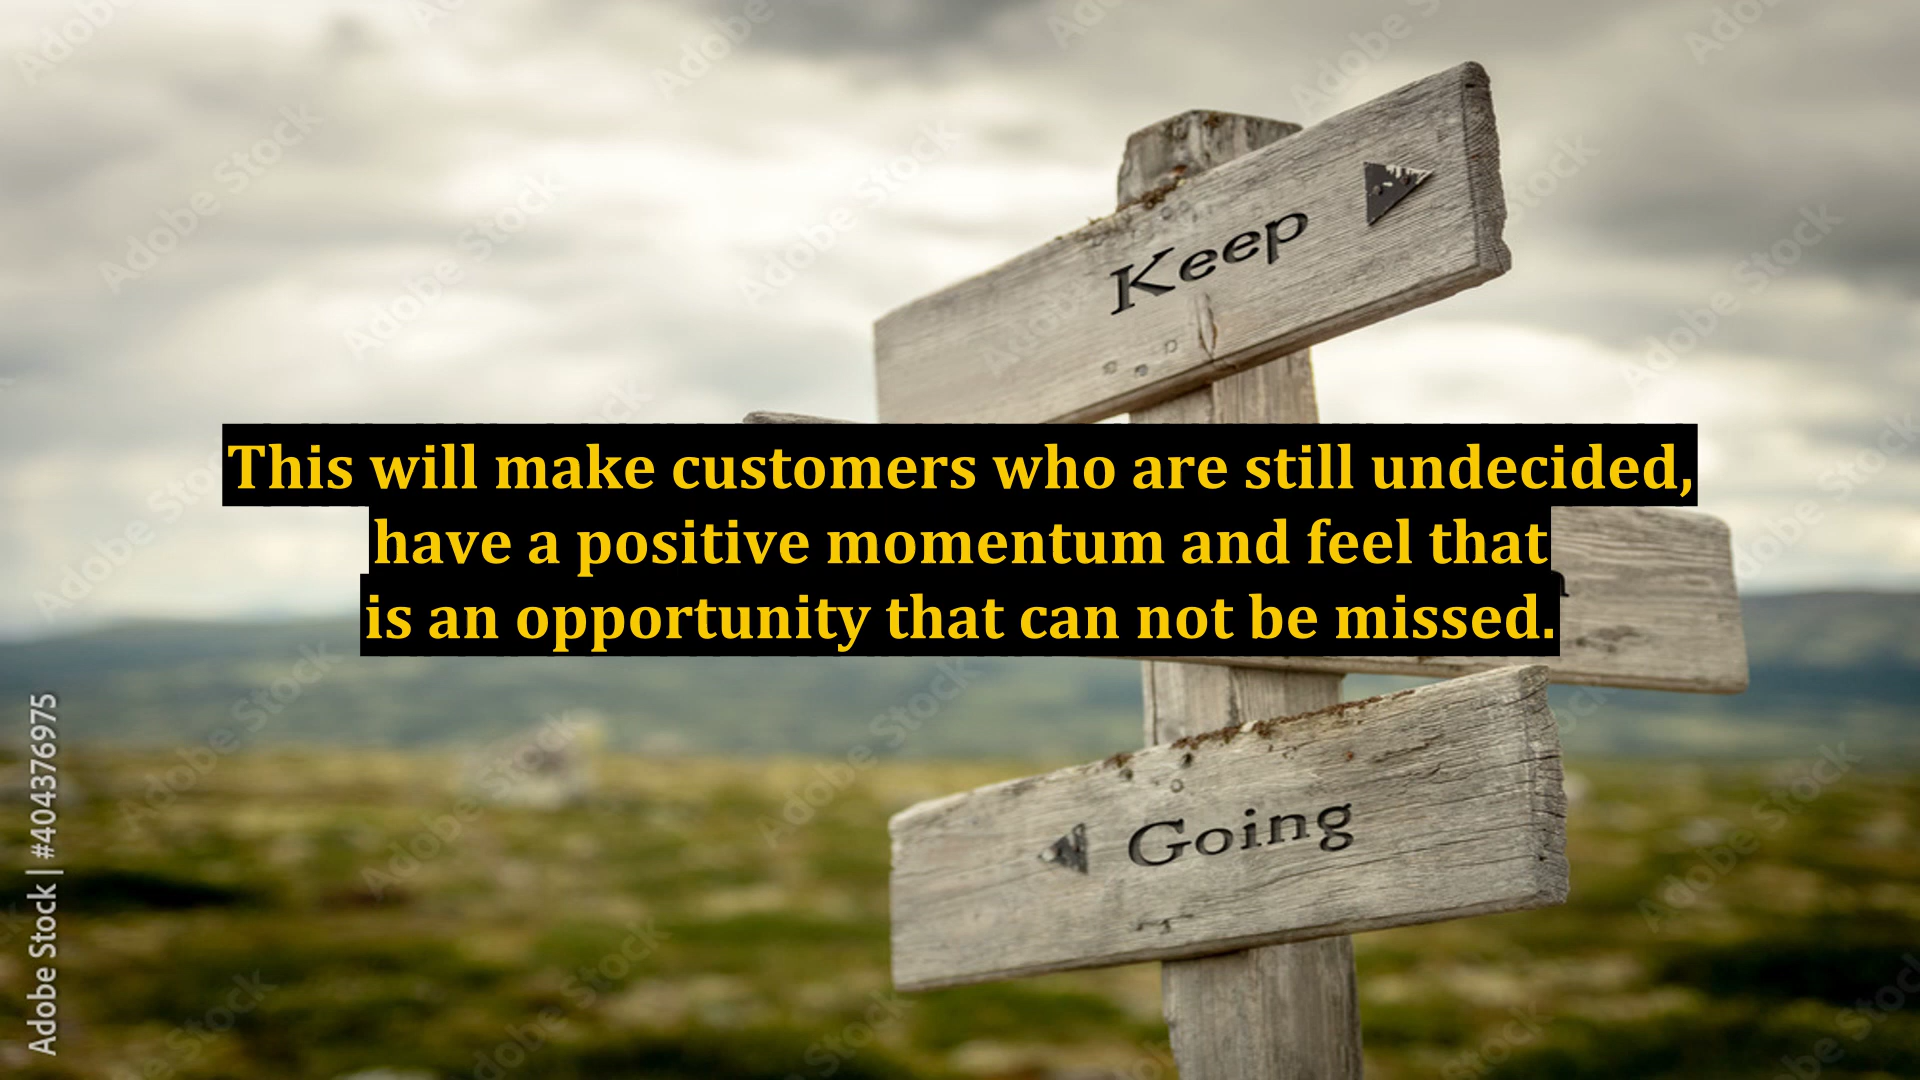 Keep
This will make customers who are still undecided,
have a positive momentum and feel that
is an opportunity that can not be missed.
Going
Adobe Stock | #404376975